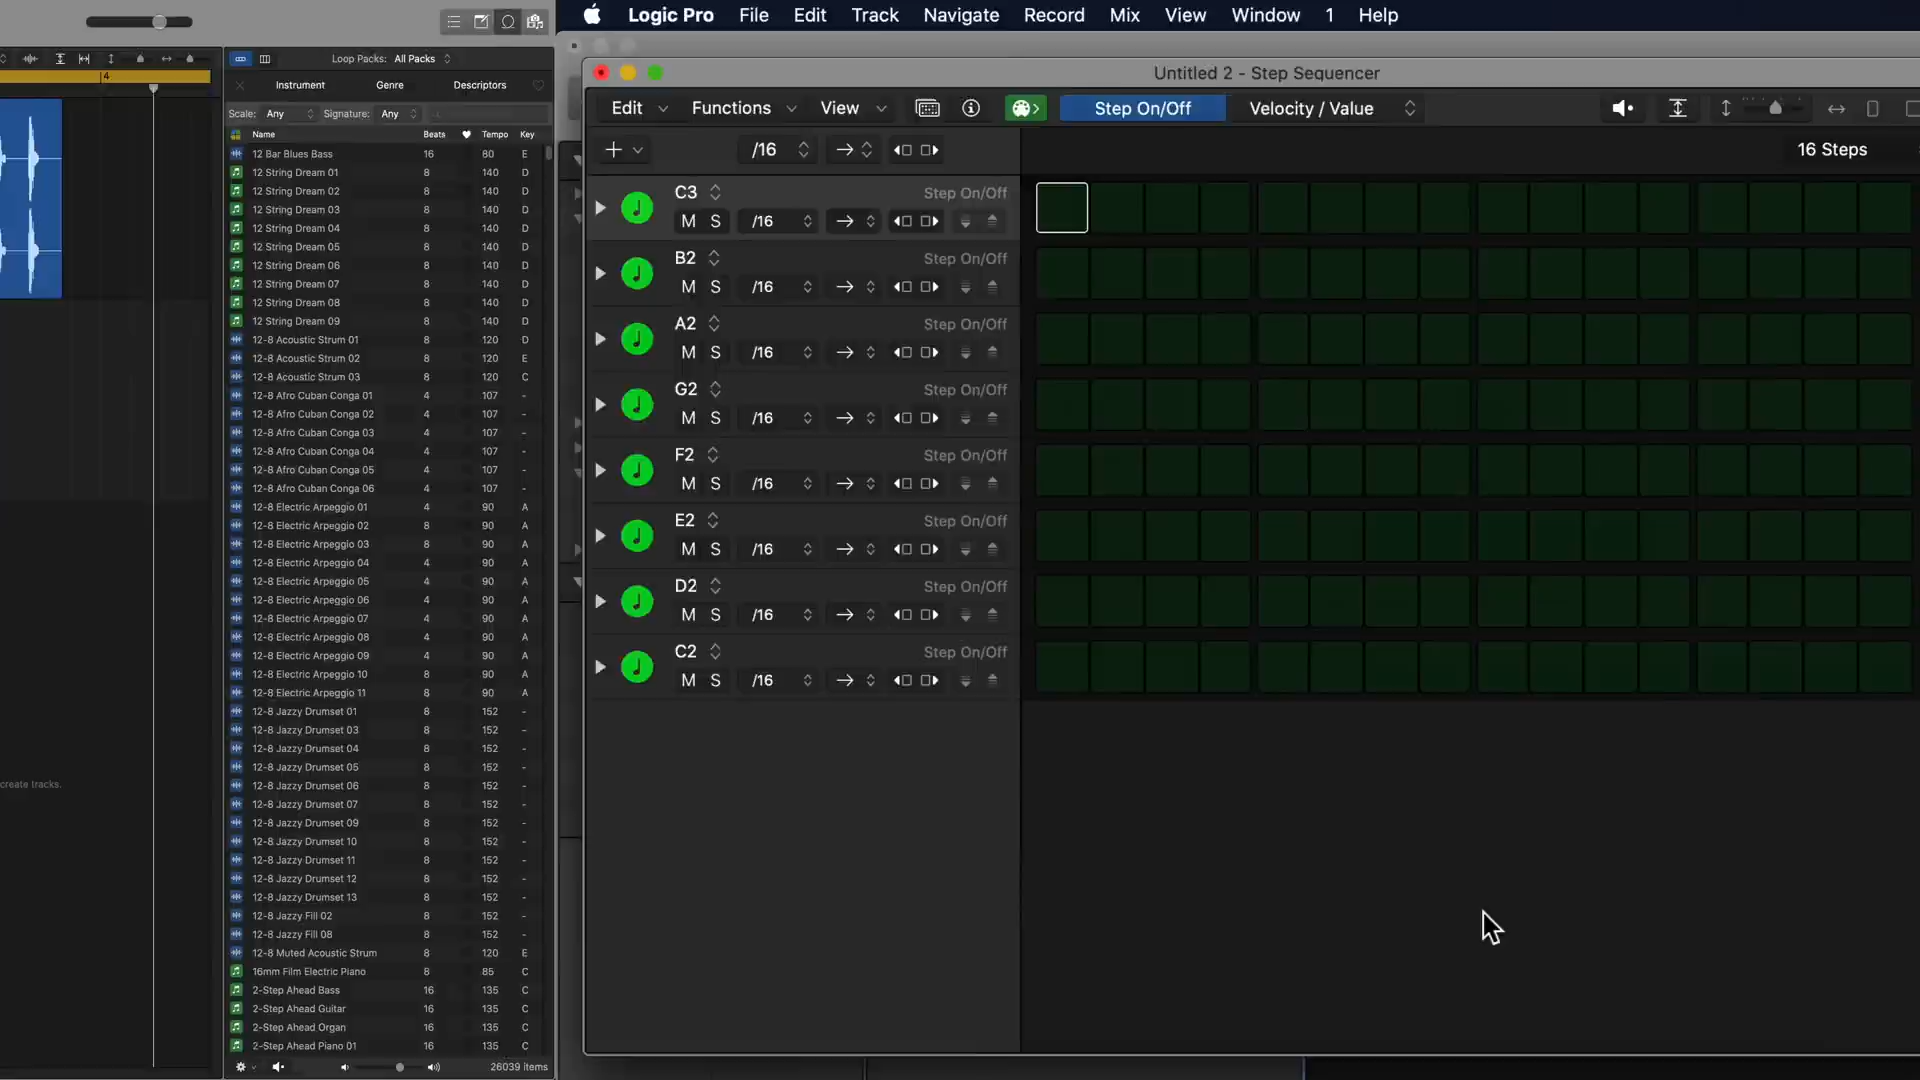 Logic Pro File Edit Track Navigate Record Mix View Window 1 Help
Loop Packs: All Packs
4
Instrument Genre Descriptors
Scale: Any Signature: Any
Name Beats Tempo Key
12 Bar Blues Bass 16 80 E
12 String Dream 01 8 140 D
12 String Dream 02 8 140 D
12 String Dream 03 8 140 D
12 String Dream 04 8 140 D
12 String Dream 05 8 140 D
12 String Dream 06 8 140 D
12 String Dream 07 8 140 D
12 String Dream 08 8 140 D
12 String Dream 09 8 140 D
12-8 Acoustic Strum 01 8 120 D
12-8 Acoustic Strum 02 8 120 E
12-8 Acoustic Strum 03 8 120 C
12-8 Afro Cuban Conga 01 4 107 -
12-8 Afro Cuban Conga 02 4 107 -
12-8 Afro Cuban Conga 03 4 107 -
12-8 Afro Cuban Conga 04 4 107 -
12-8 Afro Cuban Conga 05 4 107 -
12-8 Afro Cuban Conga 06 4 107 -
12-8 Electric Arpeggio 01 4 90 A
12-8 Electric Arpeggio 02 8 90 A
12-8 Electric Arpeggio 03 8 90 A
12-8 Electric Arpeggio 04 4 90 A
12-8 Electric Arpeggio 05 4 90 A
12-8 Electric Arpeggio 06 4 90 A
12-8 Electric Arpeggio 07 4 90 A
12-8 Electric Arpeggio 08 4 90 A
12-8 Electric Arpeggio 09 4 90 A
12-8 Electric Arpeggio 10 4 90 A
12-8 Electric Arpeggio 11 4 90 A
12-8 Jazzy Drumset 01 8 152 -
12-8 Jazzy Drumset 03 8 152 -
12-8 Jazzy Drumset 04 8 152 -
12-8 Jazzy Drumset 05 8 152 -
12-8 Jazzy Drumset 06 8 152 -
12-8 Jazzy Drumset 07 8 152 -
12-8 Jazzy Drumset 09 8 152 -
12-8 Jazzy Drumset 10 8 152 -
12-8 Jazzy Drumset 11 8 152 -
12-8 Jazzy Drumset 12 8 152 -
12-8 Jazzy Drumset 13 8 152 -
12-8 Jazzy Fill 02 8 152 -
12-8 Jazzy Fill 08 8 152 -
12-8 Muted Acoustic Strum 8 120 E
16mm Film Electric Piano 8 85 C
2-Step Ahead Bass 16 135 C
2-Step Ahead Guitar 16 135 C
2-Step Ahead Organ 16 135 C
2-Step Ahead Piano 01 16 135 C
26039 items
create tracks.
Untitled 2 - Step Sequencer
Edit Functions View Step On/Off Velocity / Value
/16 16 Steps
C3 Step On/Off
M S /16
B2 Step On/Off
M S /16
A2 Step On/Off
M S /16
G2 Step On/Off
M S /16
F2 Step On/Off
M S /16
E2 Step On/Off
M S /16
D2 Step On/Off
M S /16
C2 Step On/Off
M S /16